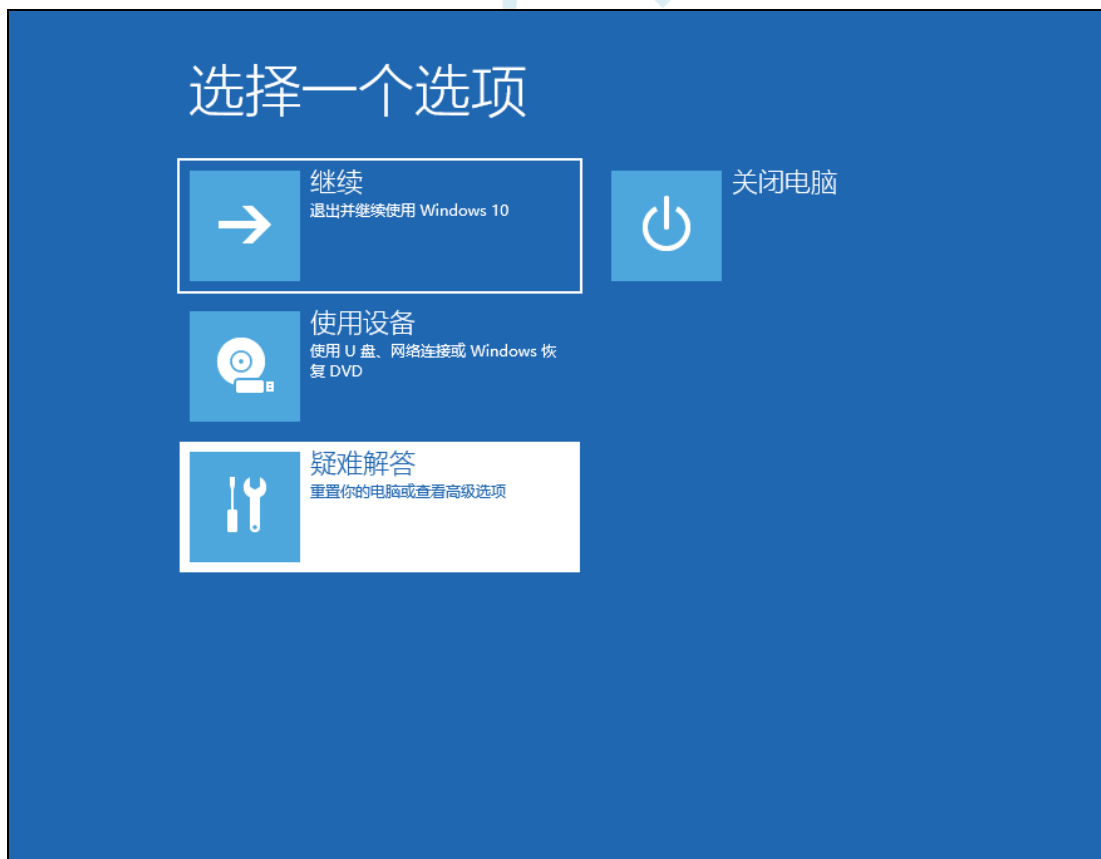 选择一个选项
继续
退出并继续使用 Windows 10
关闭电脑
使用设备
使用 U 盘、网络连接或 Windows 恢
复 DVD
疑难解答
重置你的电脑或查看高级选项